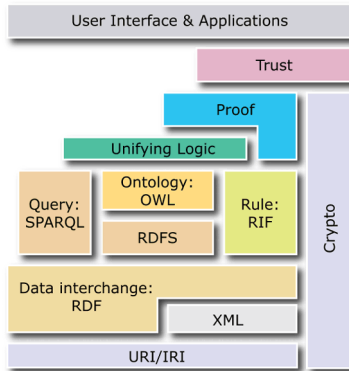 User Interface & Applications
Trust
Proof
Unifying Logic
Query:
SPARQL
Ontology:
OWL
RDFS
Rule:
RIF
Crypto
Data interchange:
RDF
XML
URI/IRI